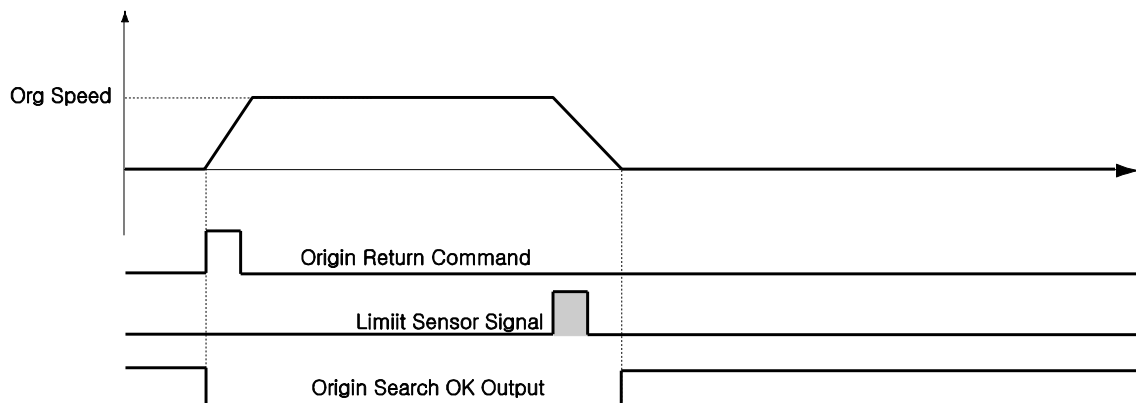 Org Speed
Origin Return Command
Limiit Sensor Signal
Origin Search OK Output